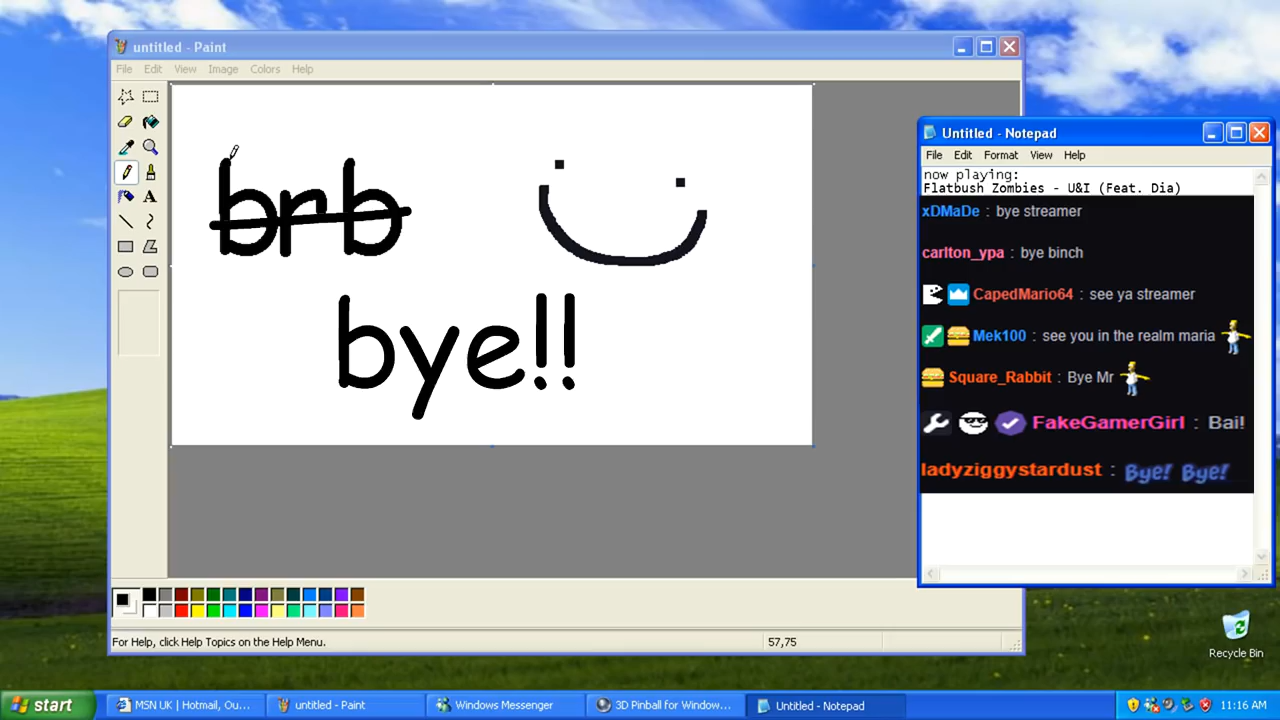 untitled - Paint
File Edit View Image Colors Help
brb
bye!!
For Help, click Help Topics on the Help Menu.
57,75
Untitled - Notepad
File Edit Format View Help
now playing:
Flatbush Zombies - U&I (Feat. Dia)
xDMaDe : bye streamer
carlton_ypa : bye binch
CapedMario64 : see ya streamer
Mek100 : see you in the realm maria
Square_Rabbit : Bye Mr
FakeGamerGirl : Bai!
ladyziggystardust : Bye! Bye!
Recycle Bin
start
MSN UK | Hotmail, Ou...
untitled - Paint
Windows Messenger
3D Pinball for Window...
Untitled - Notepad
11:16 AM